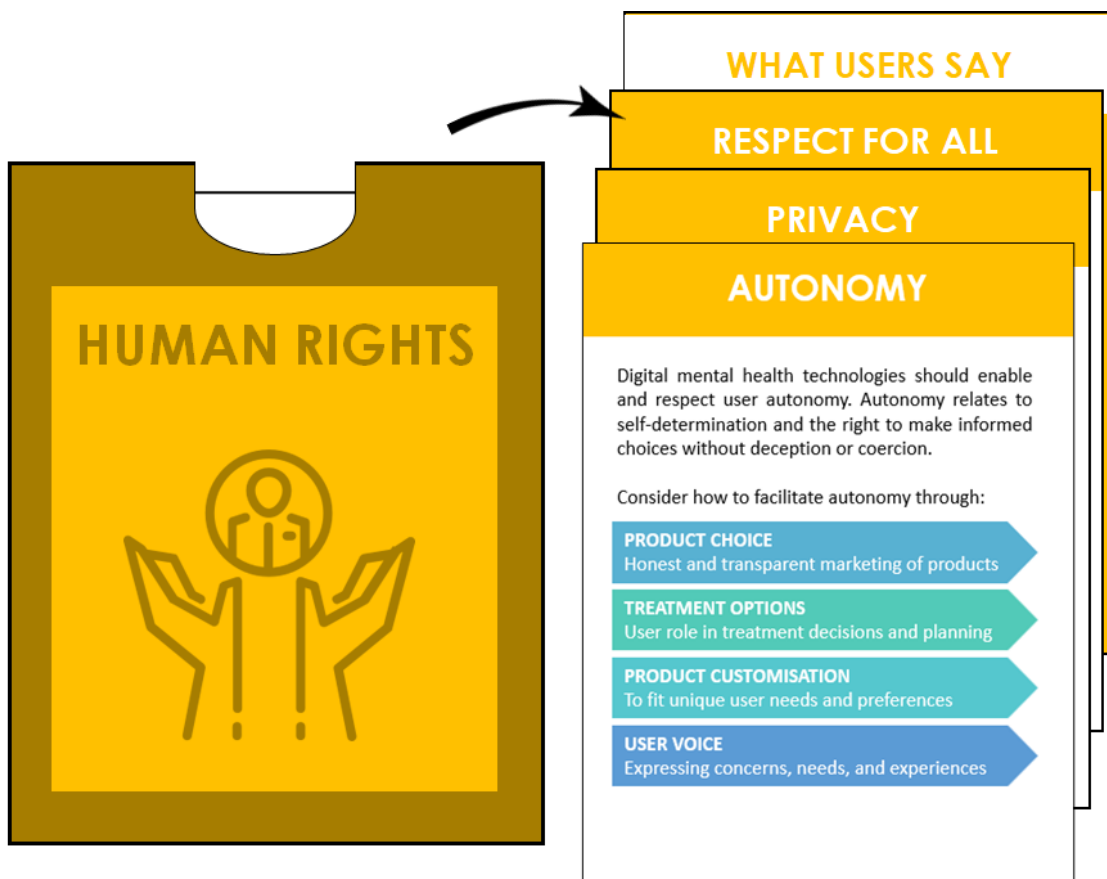 HUMAN RIGHTS
WHAT USERS SAY
RESPECT FOR ALL
PRIVACY
AUTONOMY
Digital mental health technologies should enable
and respect user autonomy. Autonomy relates to
self-determination and the right to make informed
choices without deception or coercion.
Consider how to facilitate autonomy through:
PRODUCT CHOICE
Honest and transparent marketing of products
TREATMENT OPTIONS
User role in treatment decisions and planning
PRODUCT CUSTOMISATION
To fit unique user needs and preferences
USER VOICE
Expressing concerns, needs, and experiences